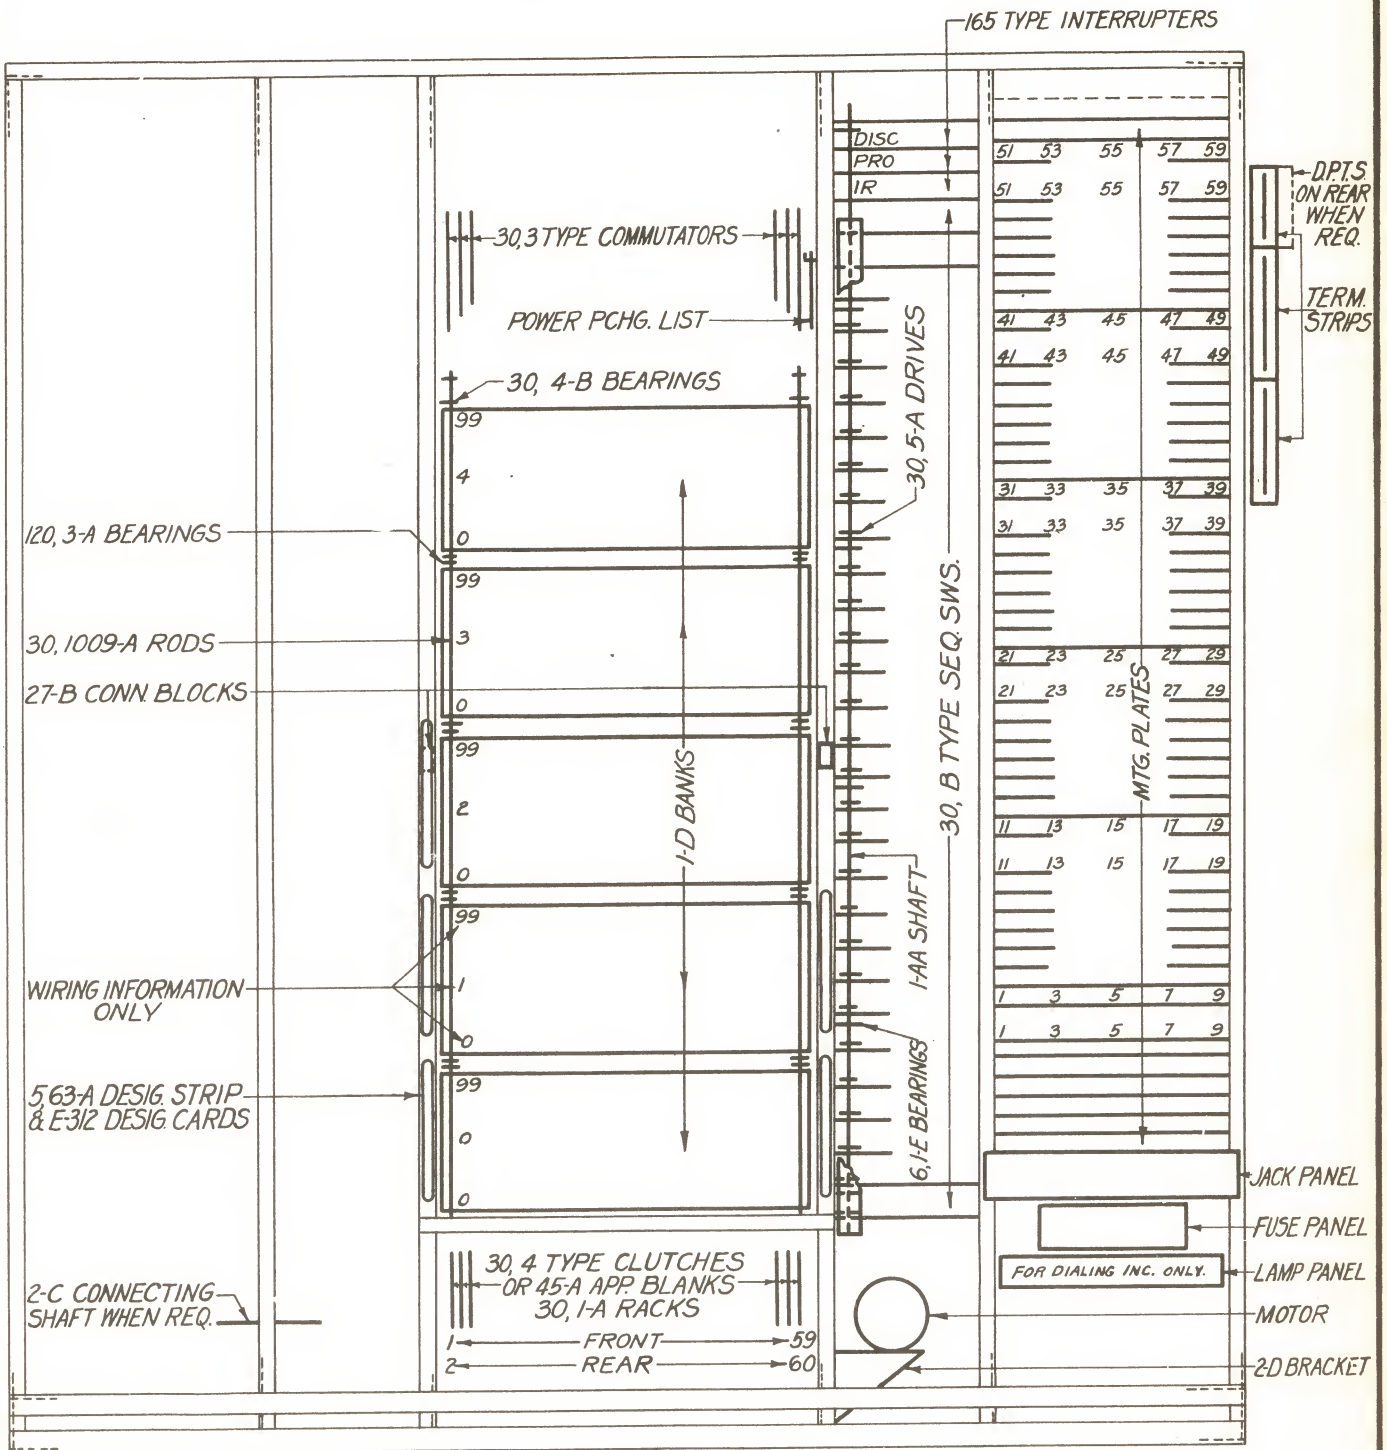 165 TYPE INTERRUPTERS
DISC
PRO
IR
51 53 55 57 59
51 53 55 57 59
D.P.T.S.
ON REAR
WHEN
REQ.
30,3 TYPE COMMUTATORS
POWER PCHG. LIST
TERM.
STRIPS
41 43 45 47 49
41 43 45 47 49
30, 4-B BEARINGS
30, 5-A DRIVES
99
4
0
31 33 35 37 39
31 33 35 37 39
120, 3-A BEARINGS
99
3
0
30, 1009-A RODS
27-B CONN. BLOCKS
30, B TYPE SEQ. SWS.
21 23 25 27 29
21 23 25 27 29
MTG. PLATES
99
2
0
1-D BANKS
11 13 15 17 19
11 13 15 17 19
1-AA SHAFT
99
1
0
WIRING INFORMATION
ONLY
1 3 5 7 9
1 3 5 7 9
6, 1-E BEARINGS
563-A DESIG. STRIP
& E-312 DESIG. CARDS
99
0
0
JACK PANEL
FUSE PANEL
FOR DIALING INC. ONLY.
LAMP PANEL
30, 4 TYPE CLUTCHES
OR 45-A APP. BLANKS
30, 1-A RACKS
2-C CONNECTING
SHAFT WHEN REQ.
MOTOR
1 FRONT 59
2 REAR 60
2-D BRACKET